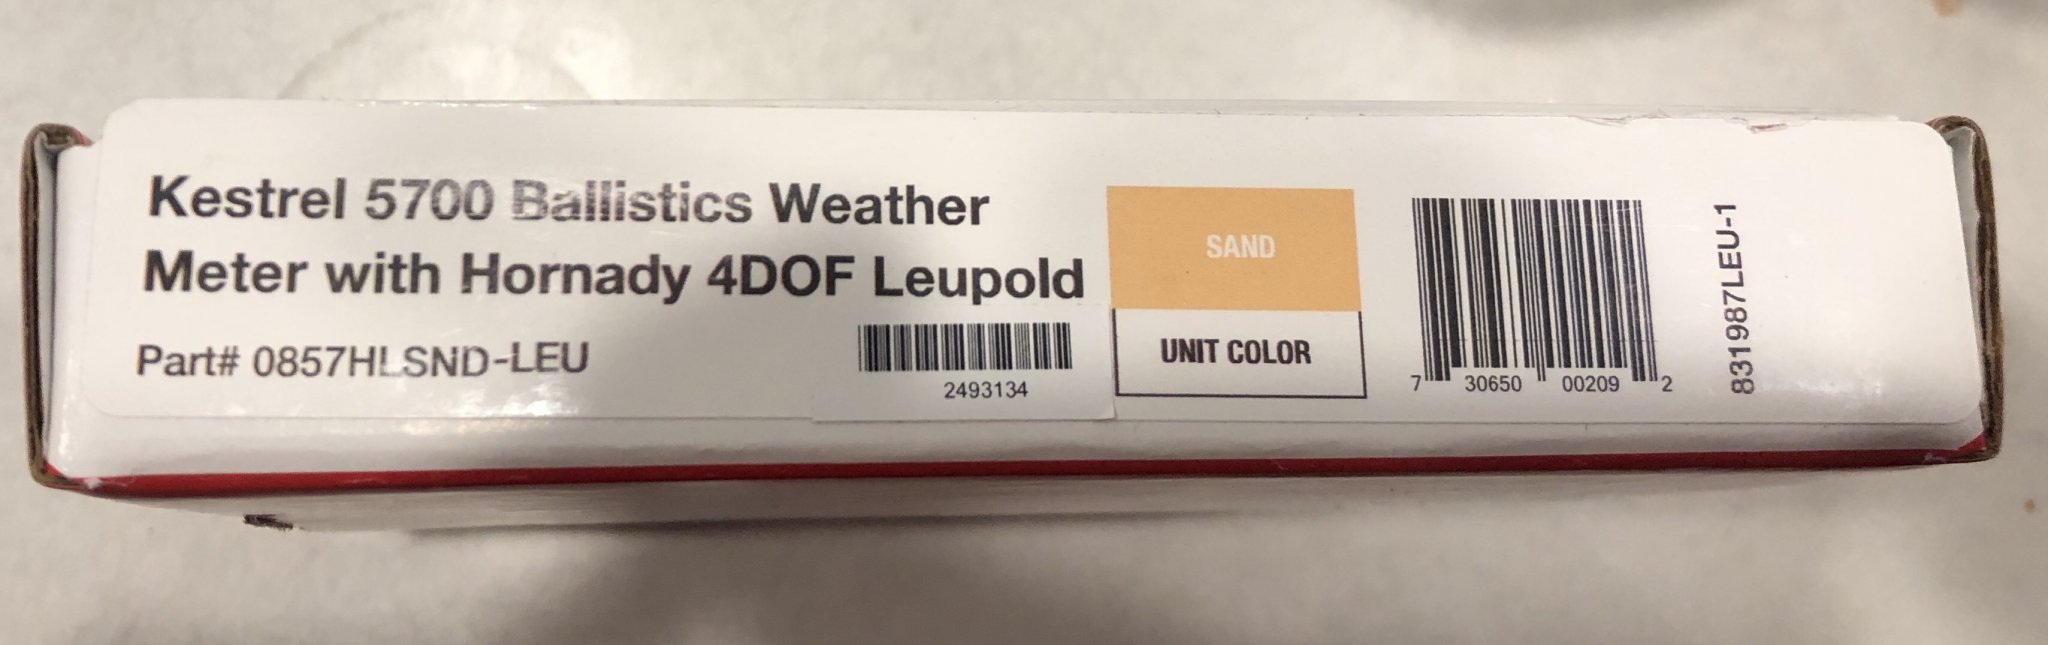 Kestrel 5700 Ballistics Weather
Meter with Hornady 4DOF Leupold
Part# 0857HLSND-LEU
2493134
SAND
UNIT COLOR
7 30650 00209 2
831987LEU-1